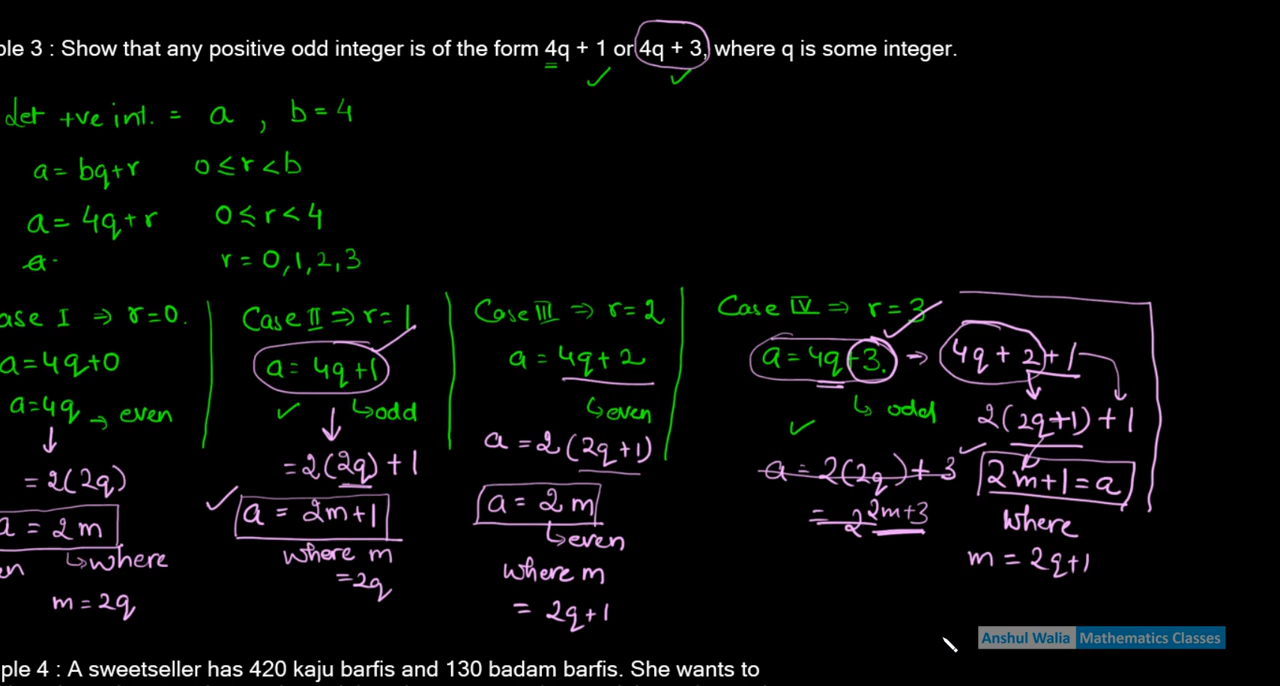 ple 3 : Show that any positive odd integer is of the form 4q + 1 or 4q + 3, where q is some integer.
Let +ve int. = a , b = 4
a = bq+r 0 ≤ r < b
a = 4q+r 0 ≤ r < 4
a. r = 0,1,2,3
ase I ⇒ r=0.
a = 4q+0
a=4q → even
↓
= 2(2q)
a = 2m
en ↳ where
m = 2q
Case II ⇒ r = 1
a = 4q+1
✓ ↓ ↳ odd
= 2(2q) + 1
✓ a = 2m+1
where m
= 2q
Case III ⇒ r = 2
a = 4q + 2
↳ even
a = 2(2q+1)
a = 2m
↳ even
where m
= 2q+1
Case IV ⇒ r = 3
a = 4q+3. → 4q + 2 + 1
✓ ↳ odd
2(2q+1) + 1
a = 2(2q) + 3
2m+1 = a
= 2 2m+3
Where
m = 2q+1
Anshul Walia Mathematics Classes
ple 4 : A sweetseller has 420 kaju barfis and 130 badam barfis. She wants to